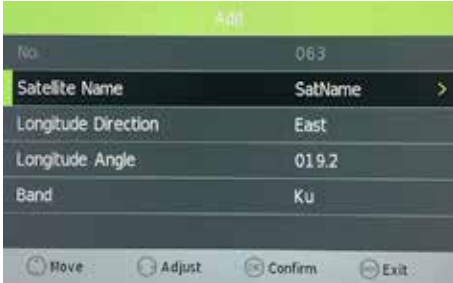 Add
No. 063
Satellite Name SatName >
Longitude Direction East
Longitude Angle 019.2
Band Ku
Move Adjust OK Confirm Exit